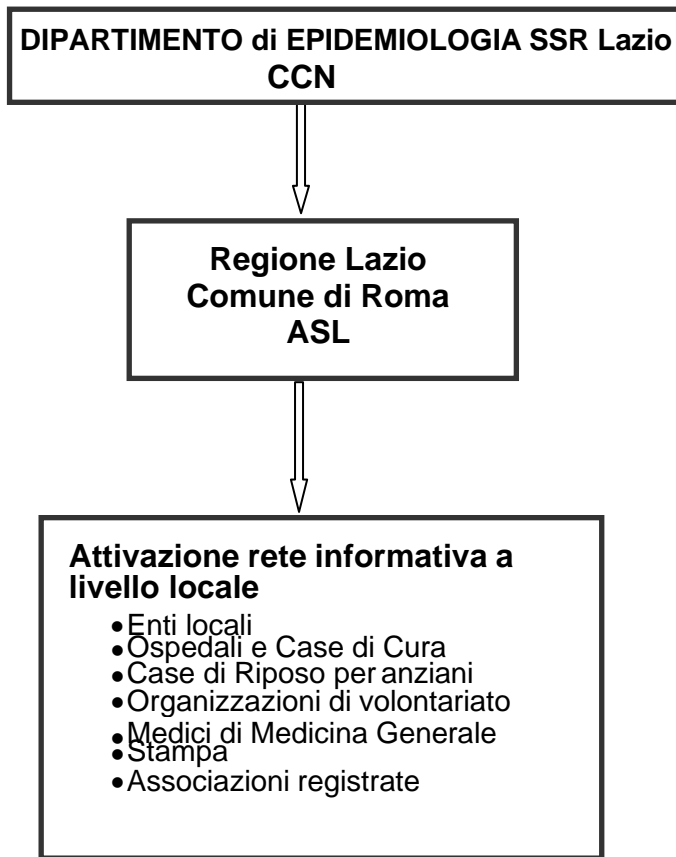 DIPARTIMENTO di EPIDEMIOLOGIA SSR Lazio
CCN
Regione Lazio
Comune di Roma
ASL
Attivazione rete informativa a
livello locale
•Enti locali
•Ospedali e Case di Cura
•Case di Riposo per anziani
•Organizzazioni di volontariato
•Medici di Medicina Generale
•Stampa
•Associazioni registrate